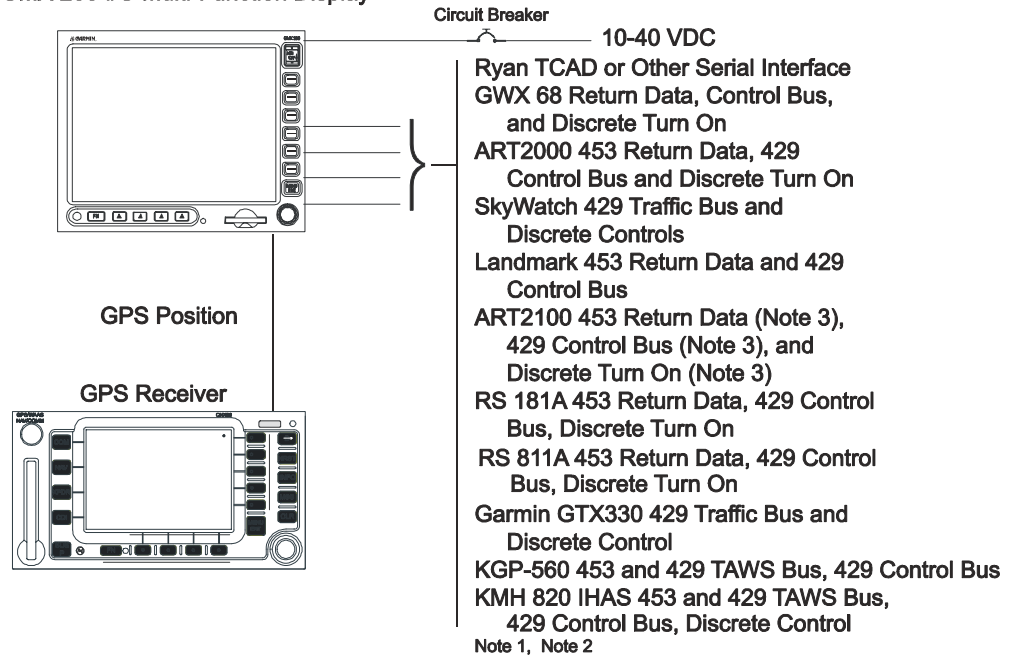 Circuit Breaker
10-40 VDC
GARMIN
Ryan TCAD or Other Serial Interface
GWX 68 Return Data, Control Bus,
and Discrete Turn On
ART2000 453 Return Data, 429
Control Bus and Discrete Turn On
SkyWatch 429 Traffic Bus and
Discrete Controls
Landmark 453 Return Data and 429
Control Bus
ART2100 453 Return Data (Note 3),
429 Control Bus (Note 3), and
Discrete Turn On (Note 3)
RS 181A 453 Return Data, 429 Control
Bus, Discrete Turn On
RS 811A 453 Return Data, 429 Control
Bus, Discrete Turn On
Garmin GTX330 429 Traffic Bus and
Discrete Control
KGP-560 453 and 429 TAWS Bus, 429 Control Bus
KMH 820 IHAS 453 and 429 TAWS Bus,
429 Control Bus, Discrete Control
Note 1, Note 2
GPS Position
GPS Receiver
GPS/WAAS
NAV/COMM